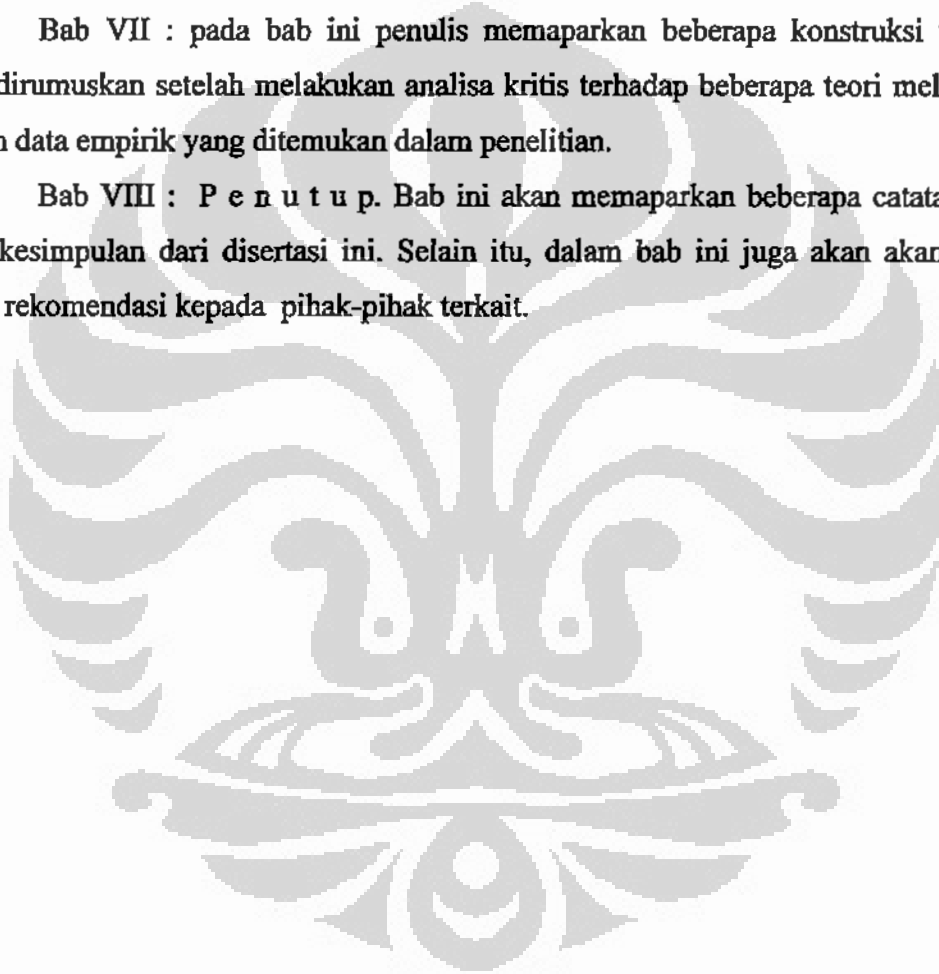 Bab VII : pada bab ini penulis memaparkan beberapa konstruksi
dirumuskan setelah melakukan analisa kritis terhadap beberapa teori
data empirik yang ditemukan dalam penelitian.
Bab VIII : P e n u t u p. Bab ini akan memaparkan beberapa
kesimpulan dari disertasi ini. Selain itu, dalam bab ini juga akan akan
rekomendasi kepada pihak-pihak terkait.